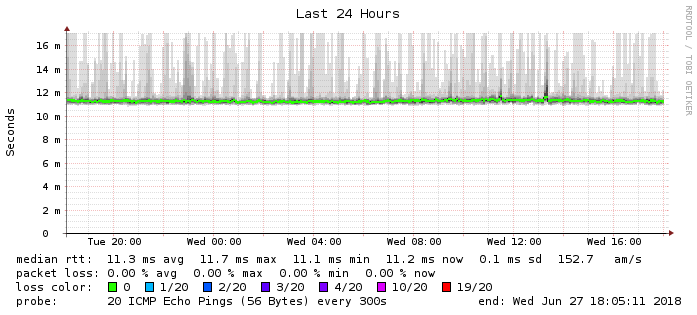 Last 24 Hours
RRDTOOL / TOBI OETIKER
Seconds
16 m
14 m
12 m
10 m
8 m
6 m
4 m
2 m
0
Tue 20:00 Wed 00:00 Wed 04:00 Wed 08:00 Wed 12:00 Wed 16:00
median rtt: 11.3 ms avg 11.7 ms max 11.1 ms min 11.2 ms now 0.1 ms sd 152.7 am/s
packet loss: 0.00 % avg 0.00 % max 0.00 % min 0.00 % now
loss color: 0 1/20 2/20 3/20 4/20 10/20 19/20
probe: 20 ICMP Echo Pings (56 Bytes) every 300s end: Wed Jun 27 18:05:11 2018